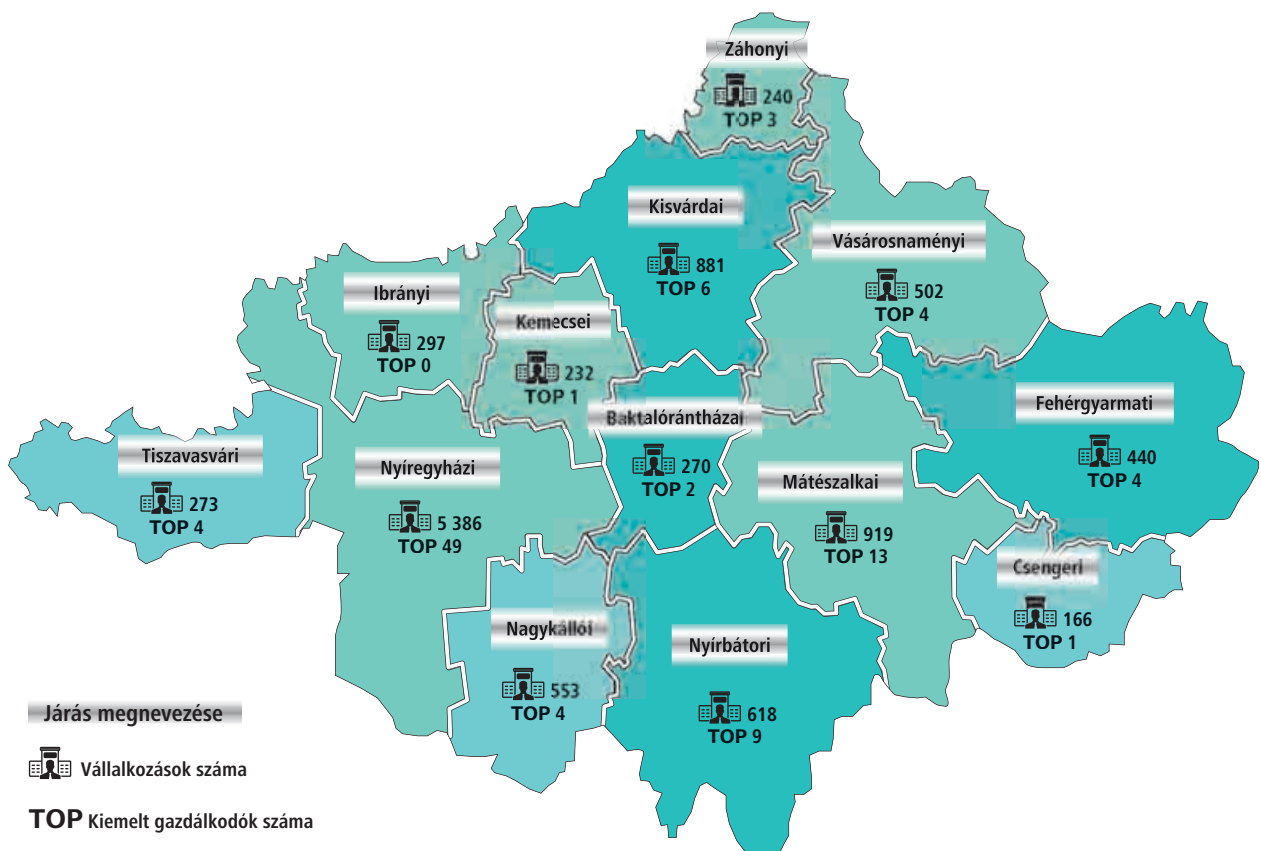 Záhonyi
240
TOP 3
Kisvárdai
881
TOP 6
Vásárosnaményi
502
TOP 4
Ibrányi
297
TOP 0
Kemecsei
232
TOP 1
Baktalórántházai
270
TOP 2
Fehérgyarmati
440
TOP 4
Tiszavasvári
273
TOP 4
Nyíregyházi
5 386
TOP 49
Mátészalkai
919
TOP 13
Csengeri
166
TOP 1
Nagykállói
553
TOP 4
Nyírbátori
618
TOP 9
Járás megnevezése
Vállalkozások száma
TOP Kiemelt gazdálkodók száma